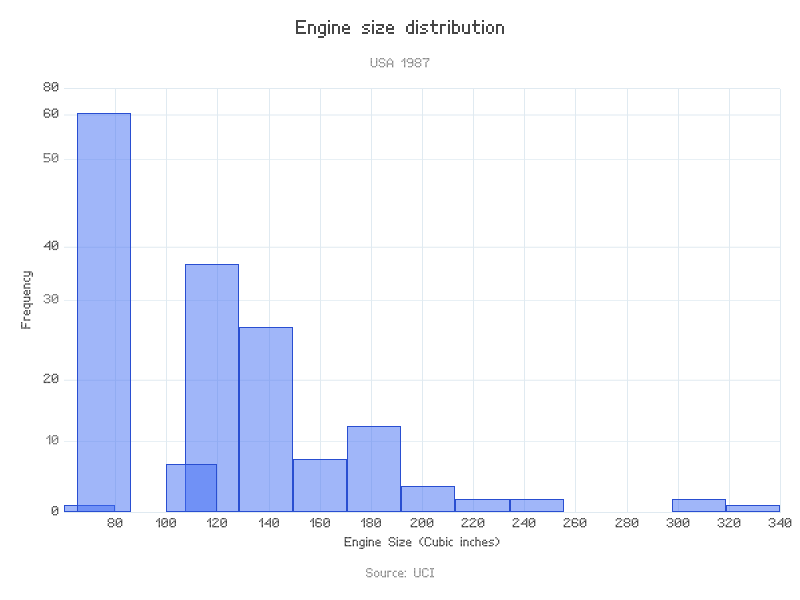 Engine size distribution
USA 1987
80
60
50
40
30
20
10
0
Frequency
80 100 120 140 160 180 200 220 240 260 280 300 320 340
Engine Size (Cubic inches)
Source: UCI